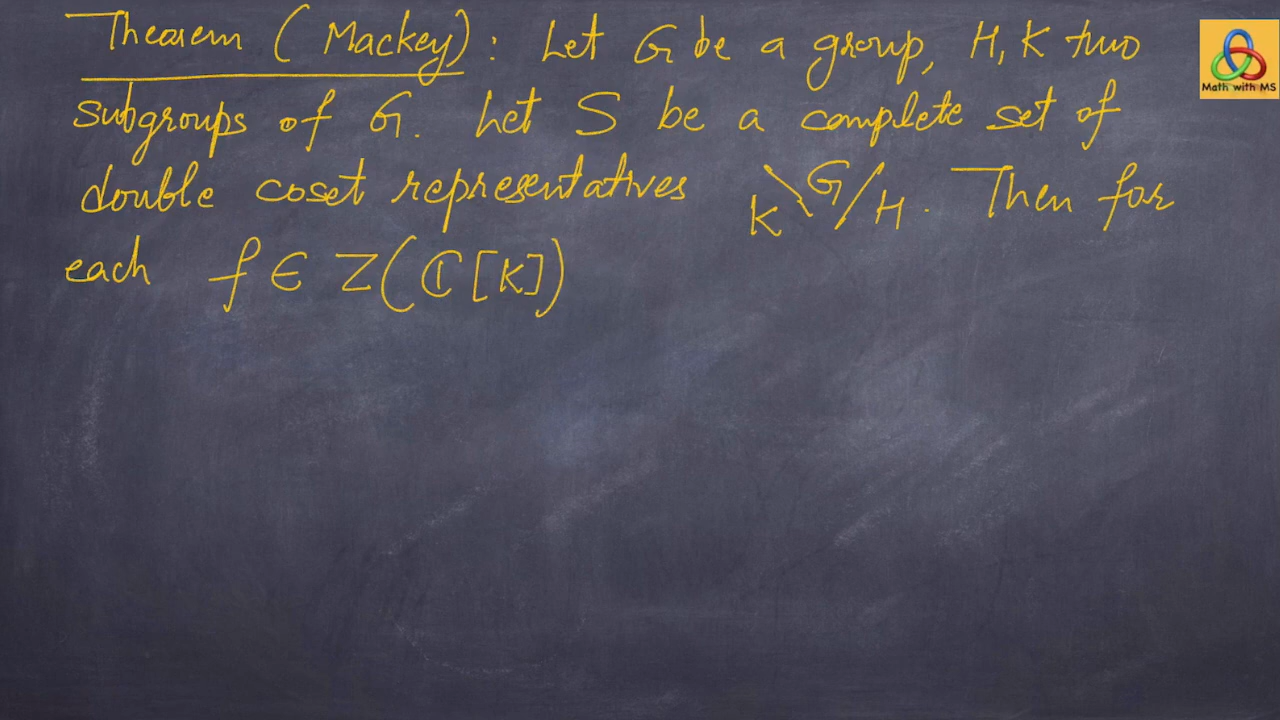 Theorem (Mackey): Let G be a group, H, K two
Math with MS
subgroups of G. Let S be a complete set of
double coset representatives K\G/H. Then for
each f ∈ Z(ℂ[K])